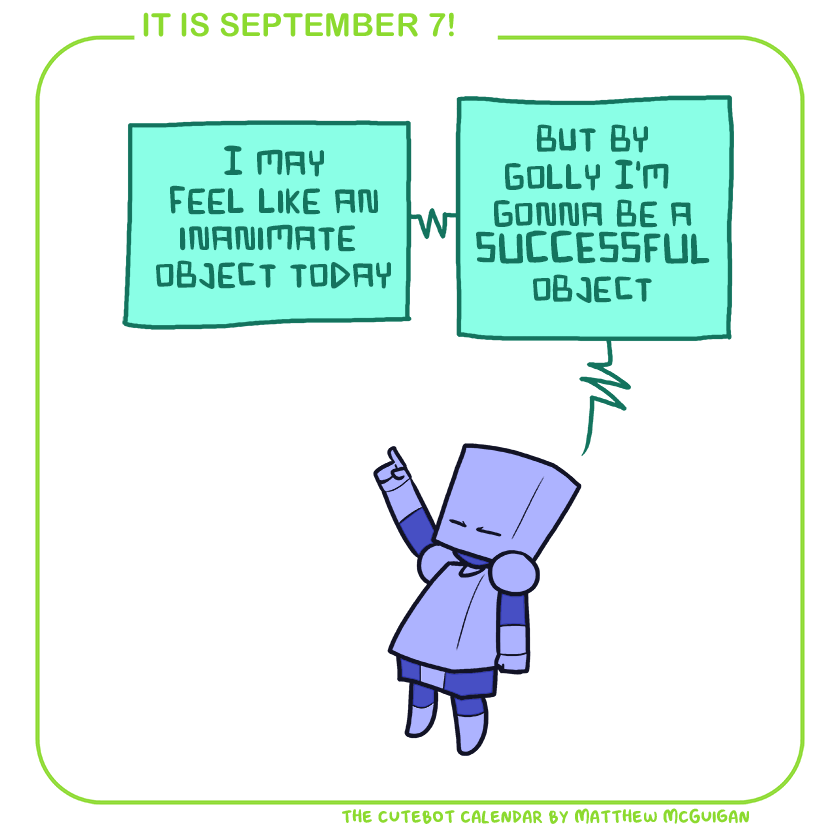 IT IS SEPTEMBER 7!
I MAY
FEEL LIKE AN
INANIMATE
OBJECT TODAY
BUT BY
GOLLY I'M
GONNA BE A
SUCCESSFUL
OBJECT
THE CUTEBOT CALENDAR BY MATTHEW MCGUIGAN